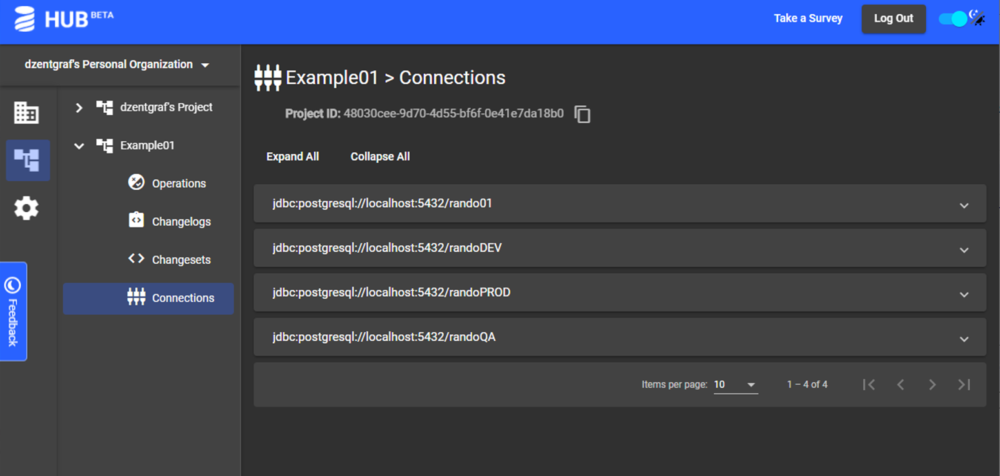 HUB BETA
Take a Survey
Log Out
dzentgraf's Personal Organization
dzentgraf's Project
Example01
Operations
Changelogs
Changesets
Connections
Feedback
Example01 > Connections
Project ID: 48030cee-9d70-4d55-bf6f-0e41e7da18b0
Expand All Collapse All
jdbc:postgresql://localhost:5432/rando01
jdbc:postgresql://localhost:5432/randoDEV
jdbc:postgresql://localhost:5432/randoPROD
jdbc:postgresql://localhost:5432/randoQA
Items per page: 10 1 – 4 of 4